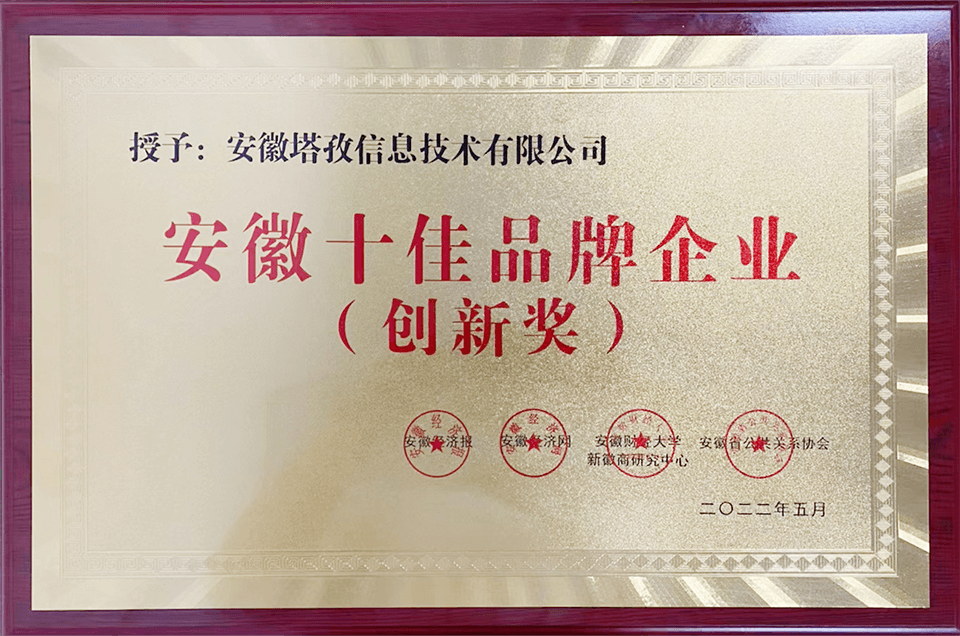 授予：安徽塔孜信息技术有限公司
安徽十佳品牌企业
（创新奖）
安徽经济报 安徽经济网 安徽财经大学 安徽省公共关系协会
新徽商研究中心
二〇二二年五月